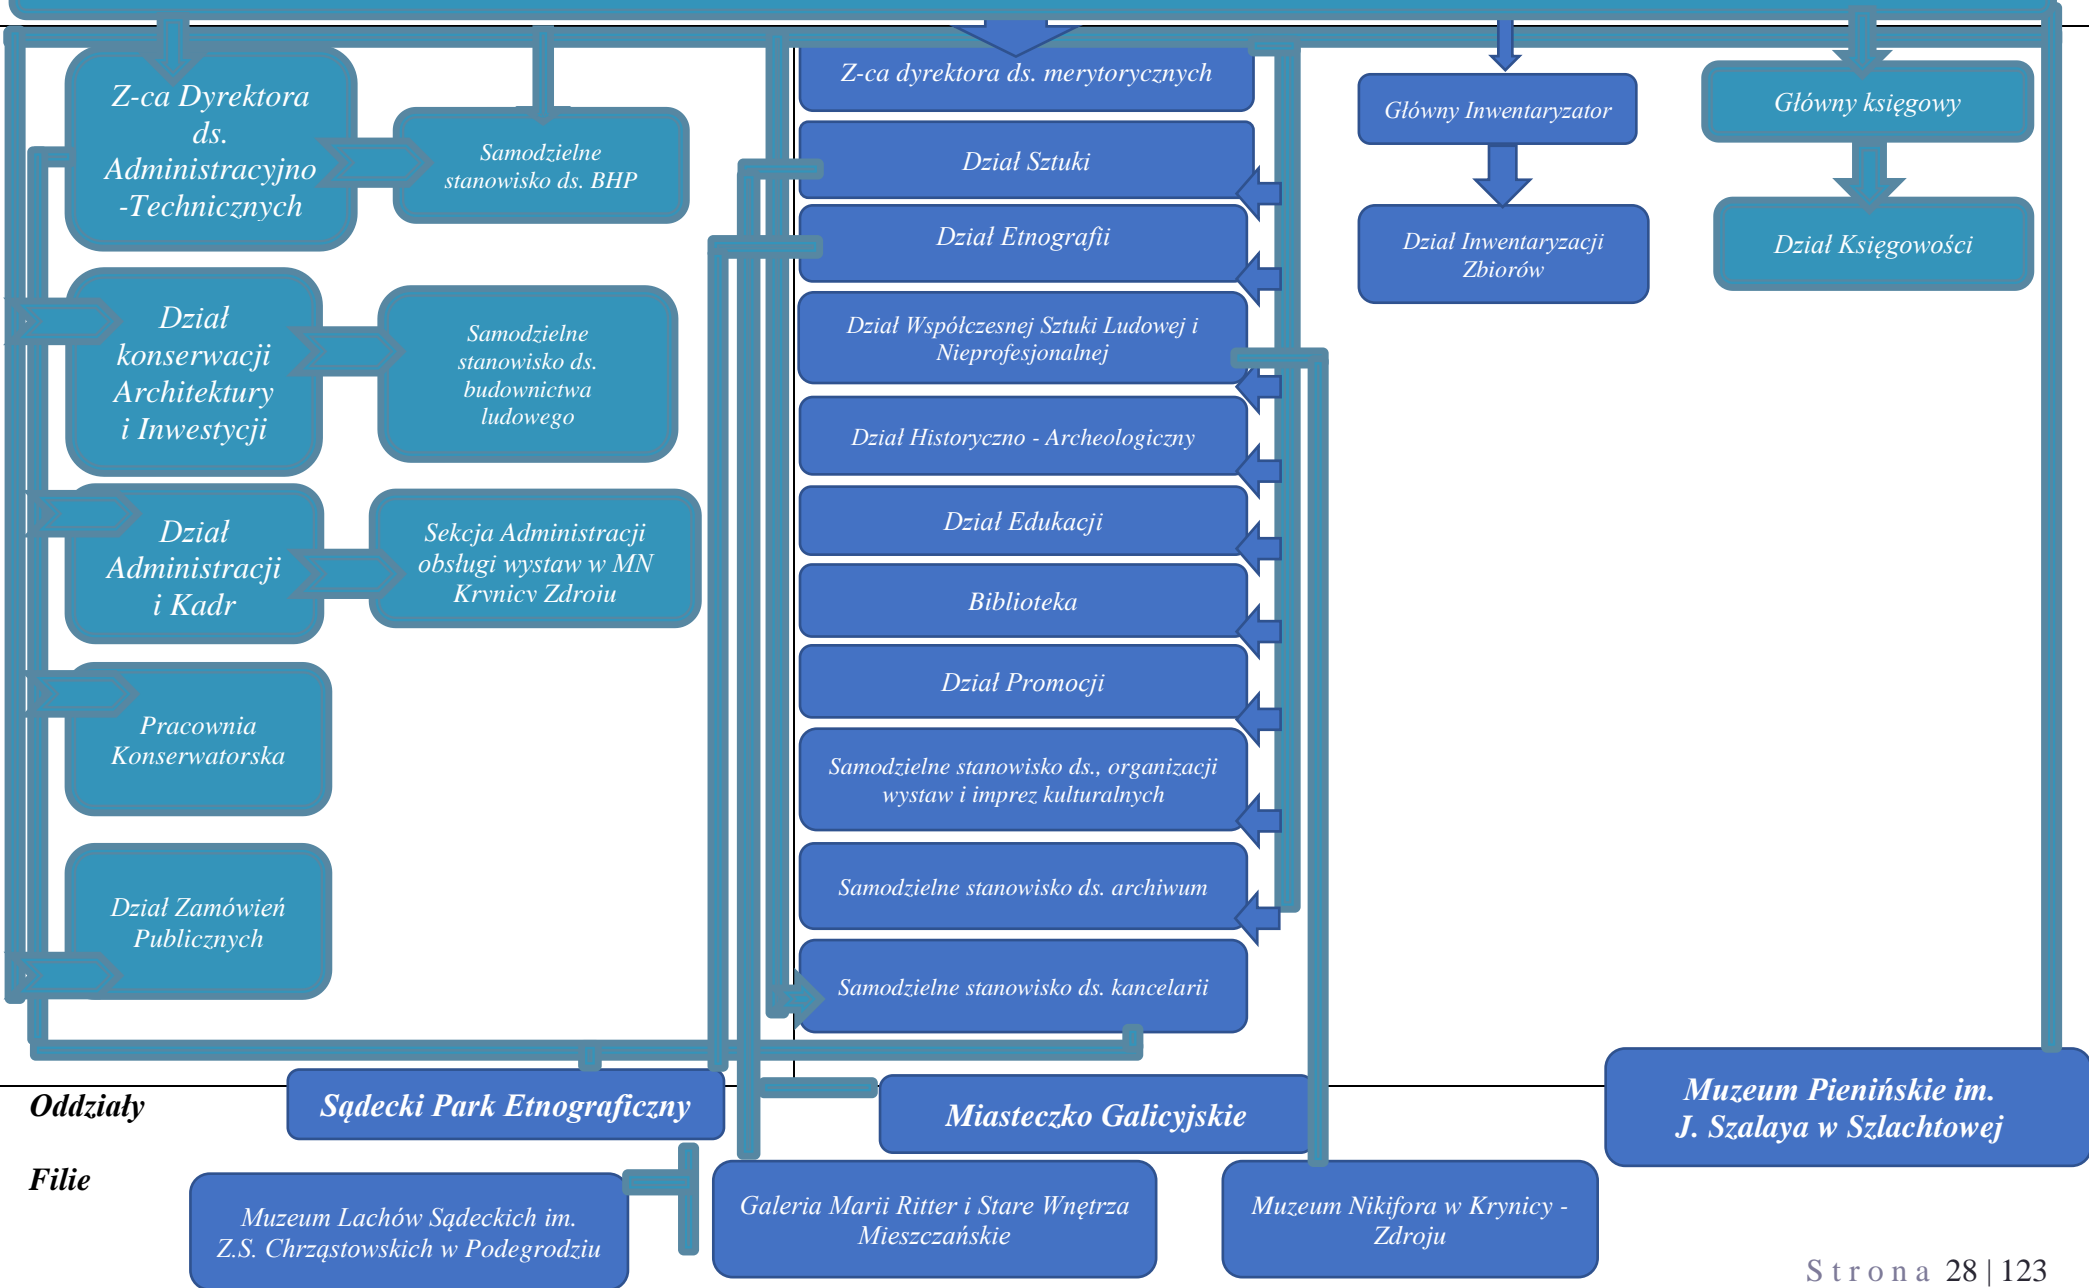 Z-ca Dyrektora
ds.
Administracyjno
-Technicznych
Samodzielne
stanowisko ds. BHP
Dział
konserwacji
Architektury
i Inwestycji
Samodzielne
stanowisko ds.
budownictwa
ludowego
Dział
Administracji
i Kadr
Sekcja Administracji
obsługi wystaw w MN
Krynicy Zdroju
Pracownia
Konserwatorska
Dział Zamówień
Publicznych
Z-ca dyrektora ds. merytorycznych
Dział Sztuki
Dział Etnografii
Dział Współczesnej Sztuki Ludowej i
Nieprofesjonalnej
Dział Historyczno - Archeologiczny
Dział Edukacji
Biblioteka
Dział Promocji
Samodzielne stanowisko ds., organizacji
wystaw i imprez kulturalnych
Samodzielne stanowisko ds. archiwum
Samodzielne stanowisko ds. kancelarii
Główny Inwentaryzator
Dział Inwentaryzacji
Zbiorów
Główny księgowy
Dział Księgowości
Oddziały
Sądecki Park Etnograficzny
Miasteczko Galicyjskie
Muzeum Pienińskie im.
J. Szalaya w Szlachtowej
Filie
Muzeum Lachów Sądeckich im.
Z.S. Chrząstowskich w Podegrodziu
Galeria Marii Ritter i Stare Wnętrza
Mieszczańskie
Muzeum Nikifora w Krynicy -
Zdroju
Strona 28 | 123